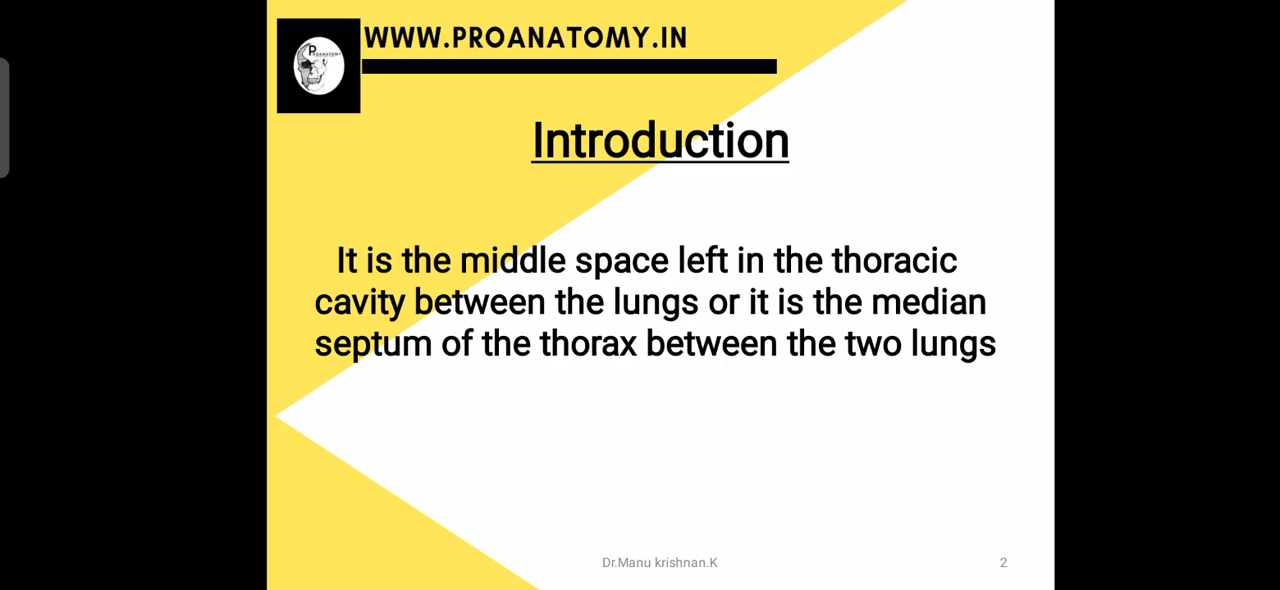 WWW.PROANATOMY.IN
PROANATOMY
Introduction
It is the middle space left in the thoracic
cavity between the lungs or it is the median
septum of the thorax between the two lungs
Dr.Manu krishnan.K
2